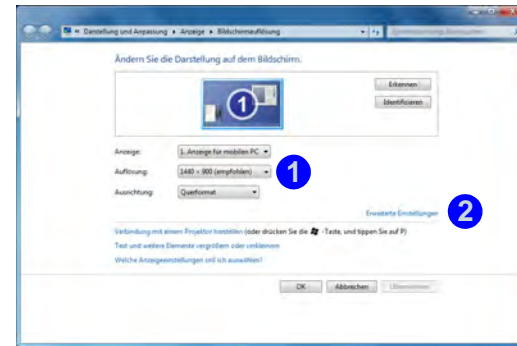 « Darstellung und Anpassung ▸ Anzeige ▸ Bildschirmauflösung
Ändern Sie die Darstellung auf dem Bildschirm.
1
Erkennen
Identifizieren
Anzeige: 1. Anzeige für mobilen PC
Auflösung: 1440 × 900 (empfohlen) 1
Ausrichtung: Querformat
Erweiterte Einstellungen 2
Verbindung mit einem Projektor herstellen (oder drücken Sie die -Taste, und tippen Sie auf P)
Text und weitere Elemente vergrößern oder verkleinern
Welche Anzeigeeinstellungen soll ich auswählen?
OK Abbrechen Übernehmen